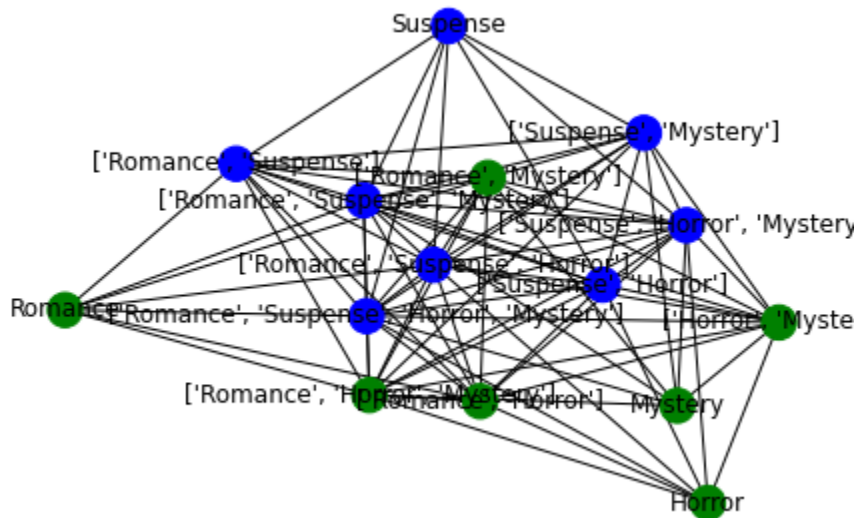 Suspense
['Suspense', 'Mystery']
['Romance', 'Suspense']
['Romance', 'Mystery']
['Romance', 'Suspense', 'Mystery']
['Suspense', 'Horror', 'Mystery
['Romance', 'Suspense', 'Horror']
['Suspense', 'Horror']
Romance
['Romance', 'Suspense', 'Horror', 'Mystery']
['Horror', 'Myste
['Romance', 'Horror', 'Mystery']
['Romance', 'Horror']
Mystery
Horror